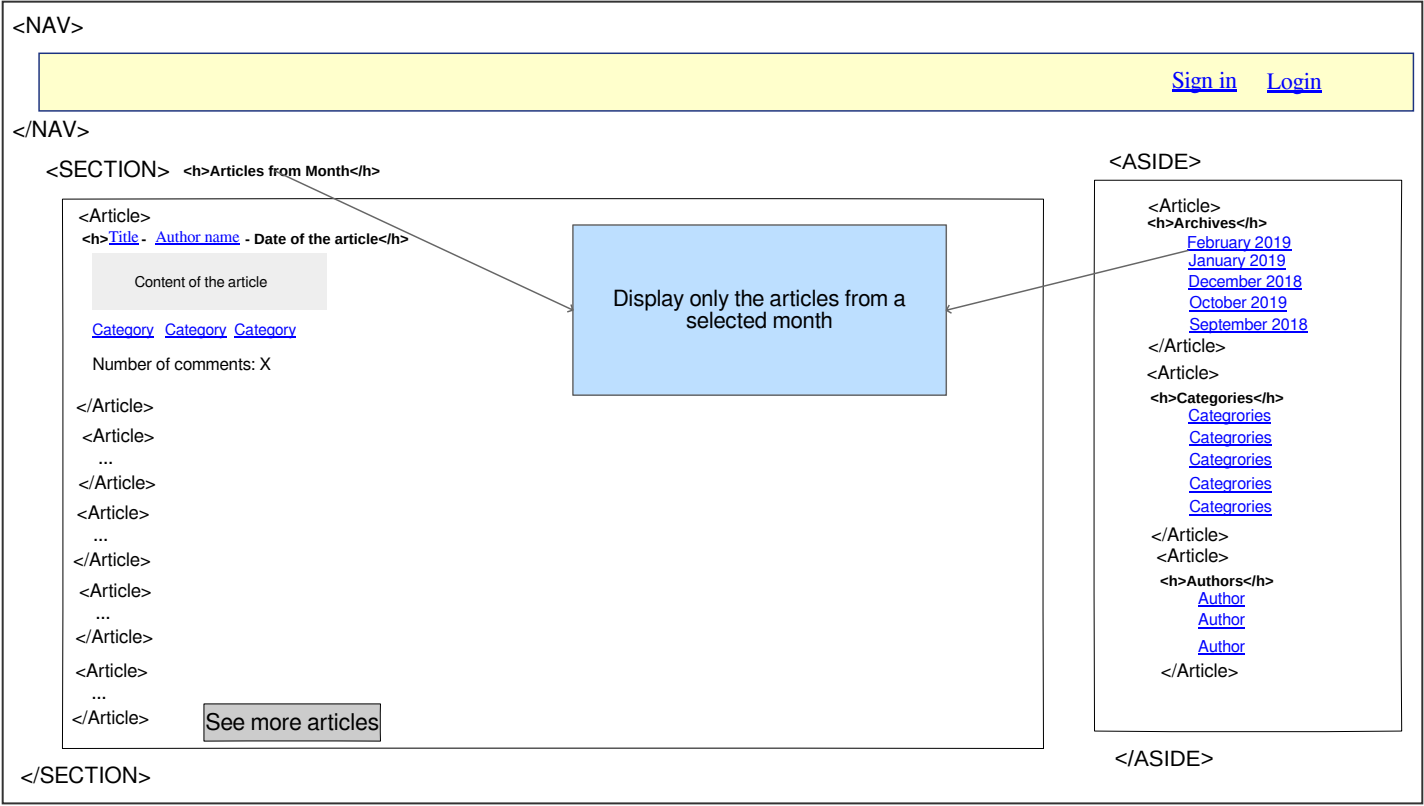 <NAV>
Sign in Login
</NAV>
<SECTION> <h>Articles from Month</h>
<Article>
<h>Title - Author name - Date of the article</h>
Content of the article
Category Category Category
Number of comments: X
</Article>
<Article>
...
</Article>
<Article>
...
</Article>
<Article>
...
</Article>
<Article>
...
</Article>
See more articles
</SECTION>
Display only the articles from a
selected month
<ASIDE>
<Article>
<h>Archives</h>
February 2019
January 2019
December 2018
October 2019
September 2018
</Article>
<Article>
<h>Categories</h>
Categrories
Categrories
Categrories
Categrories
Categrories
</Article>
<Article>
<h>Authors</h>
Author
Author
Author
</Article>
</ASIDE>